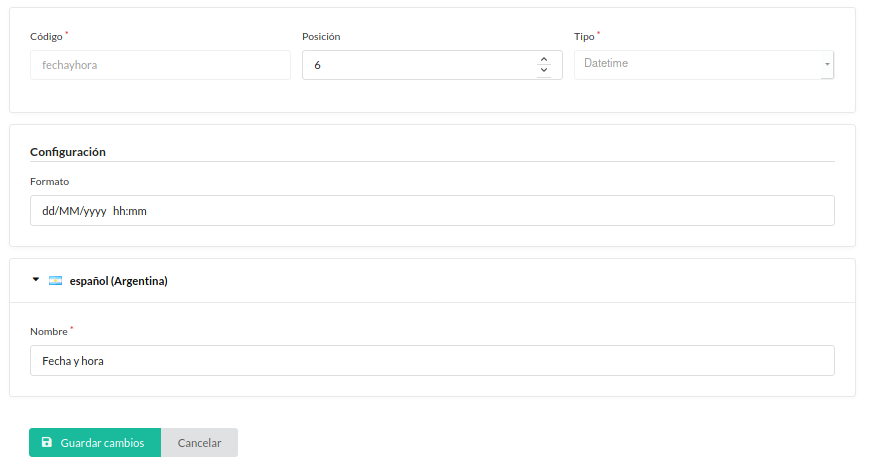 Código * Posición Tipo *
fechayhora 6 Datetime
Configuración
Formato
dd/MM/yyyy hh:mm
español (Argentina)
Nombre *
Fecha y hora
Guardar cambios Cancelar